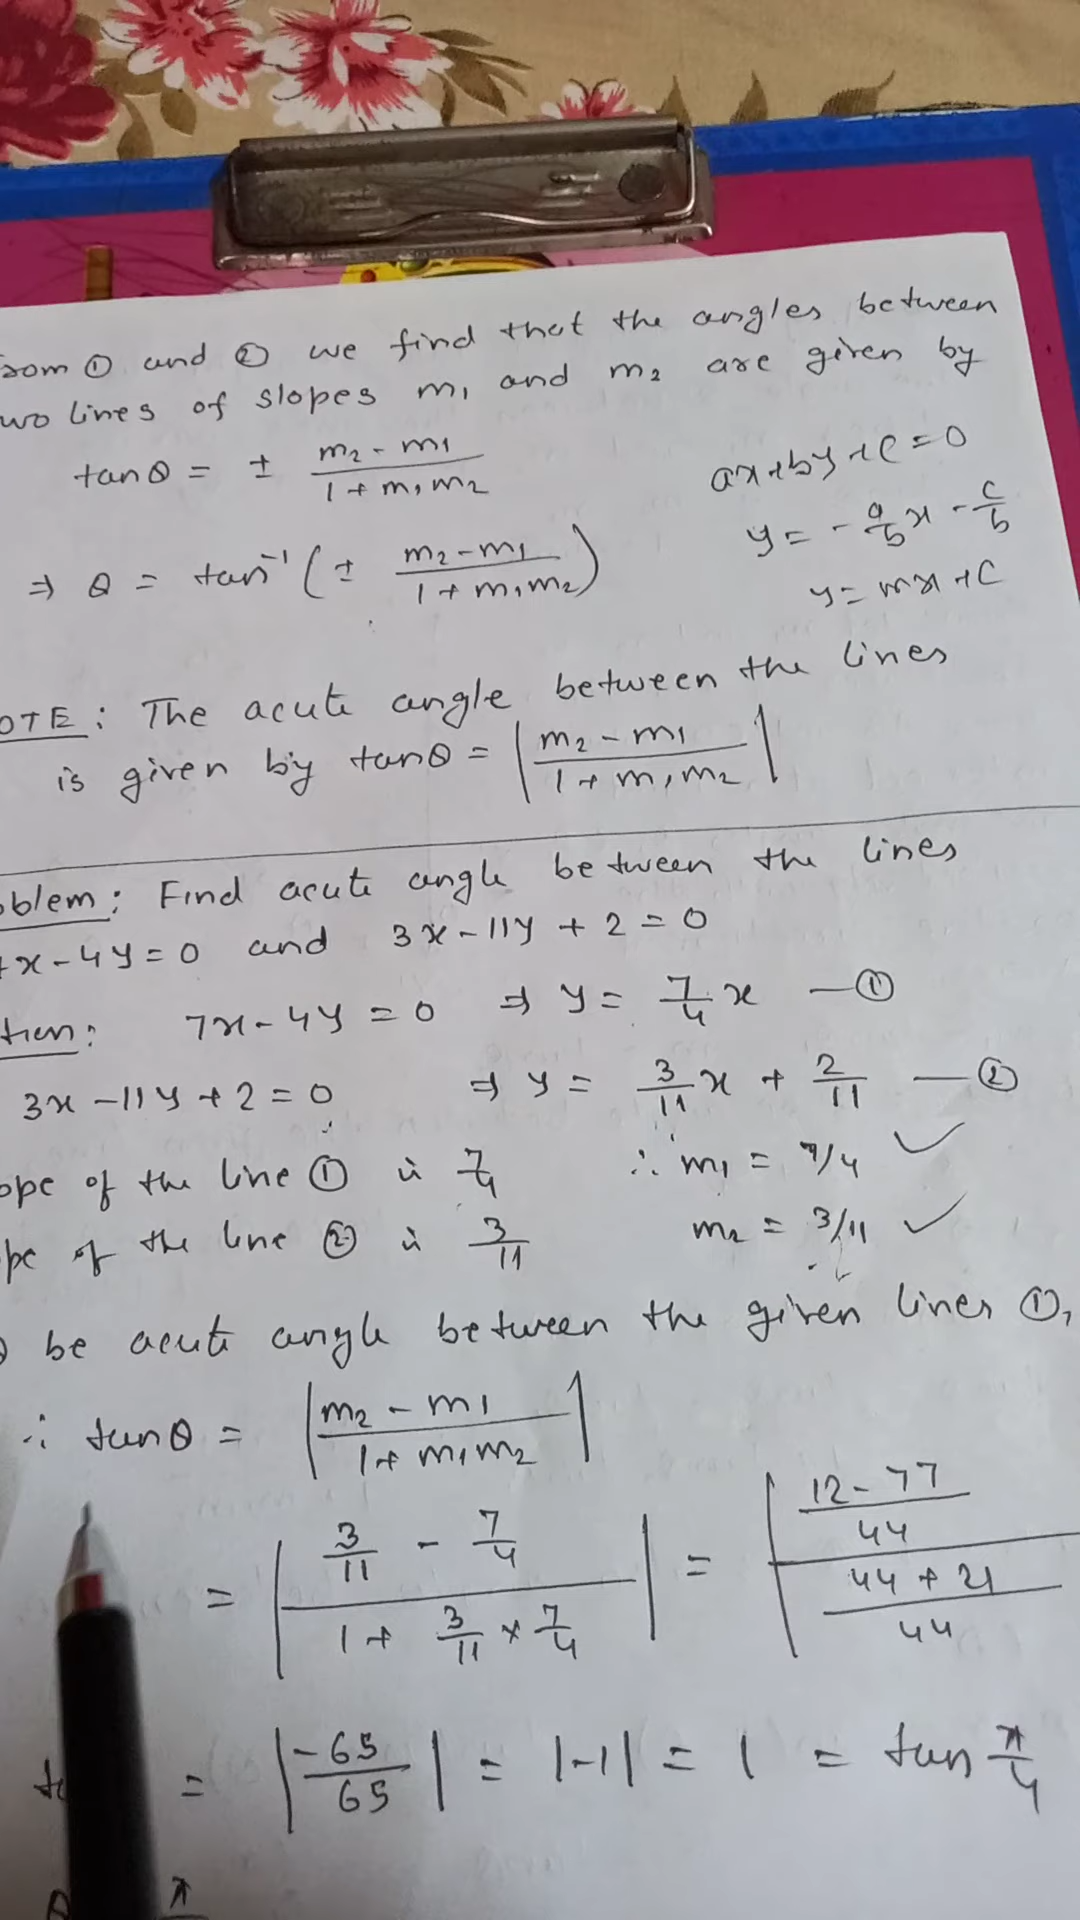 rom ① and ② we find that the angles between
wo lines of slopes m₁ and m₂ are given by
tanθ = ± (m₂ - m₁)/(1 + m₁m₂)
ax+by+c=0
y = -a/b x - c/b
⇒ θ = tan⁻¹(± (m₂-m₁)/(1+m₁m₂))
y = mx+c
OTE: The acute angle between the lines
is given by tanθ = |(m₂ - m₁)/(1 + m₁m₂)|
oblem: Find acute angle between the lines
7x-4y=0 and 3x-11y+2=0
tion: 7x-4y=0 ⇒ y = 7/4 x —①
3x-11y+2=0 ⇒ y = 3/11 x + 2/11 —②
ope of the line ① is 7/4 ∴ m₁ = 7/4 ✓
pe of the line ② is 3/11 m₂ = 3/11 ✓
be acute angle between the given lines ①,
∴ tanθ = |(m₂ - m₁)/(1 + m₁m₂)|
= |(3/11 - 7/4)/(1 + 3/11 × 7/4)| = |((12-77)/44)/((44+21)/44)
= |-65/65| = |-1| = 1 = tan π/4
π